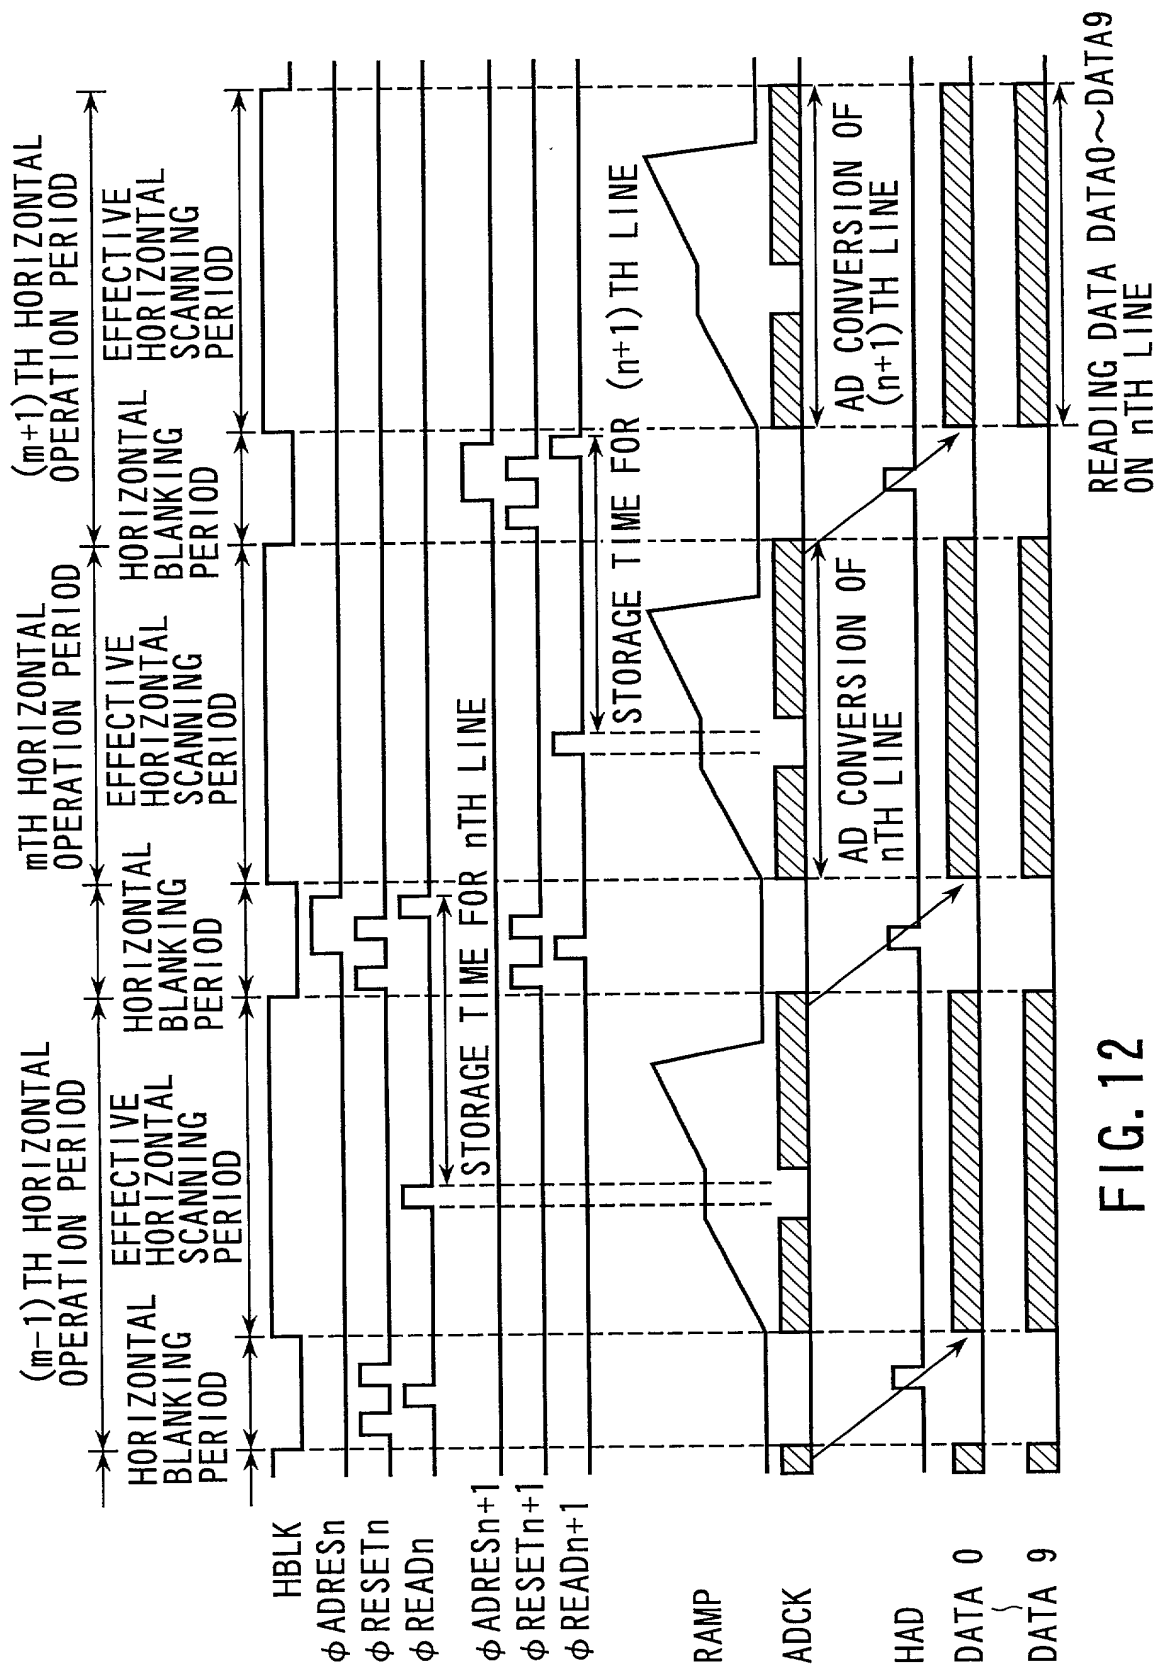 (m-1)TH HORIZONTAL
OPERATION PERIOD
mTH HORIZONTAL
OPERATION PERIOD
(m+1)TH HORIZONTAL
OPERATION PERIOD
HORIZONTAL
BLANKING
PERIOD
EFFECTIVE
HORIZONTAL
SCANNING
PERIOD
HORIZONTAL
BLANKING
PERIOD
EFFECTIVE
HORIZONTAL
SCANNING
PERIOD
HORIZONTAL
BLANKING
PERIOD
EFFECTIVE
HORIZONTAL
SCANNING
PERIOD
HBLK
φADRESn
φRESETn
φREADn
STORAGE TIME FOR nTH LINE
φADRESn+1
φRESETn+1
φREADn+1
STORAGE TIME FOR (n+1)TH LINE
RAMP
ADCK
AD CONVERSION OF
nTH LINE
AD CONVERSION OF
(n+1)TH LINE
HAD
DATA 0
~
DATA 9
READING DATA DATA0~DATA9
ON nTH LINE
FIG.12